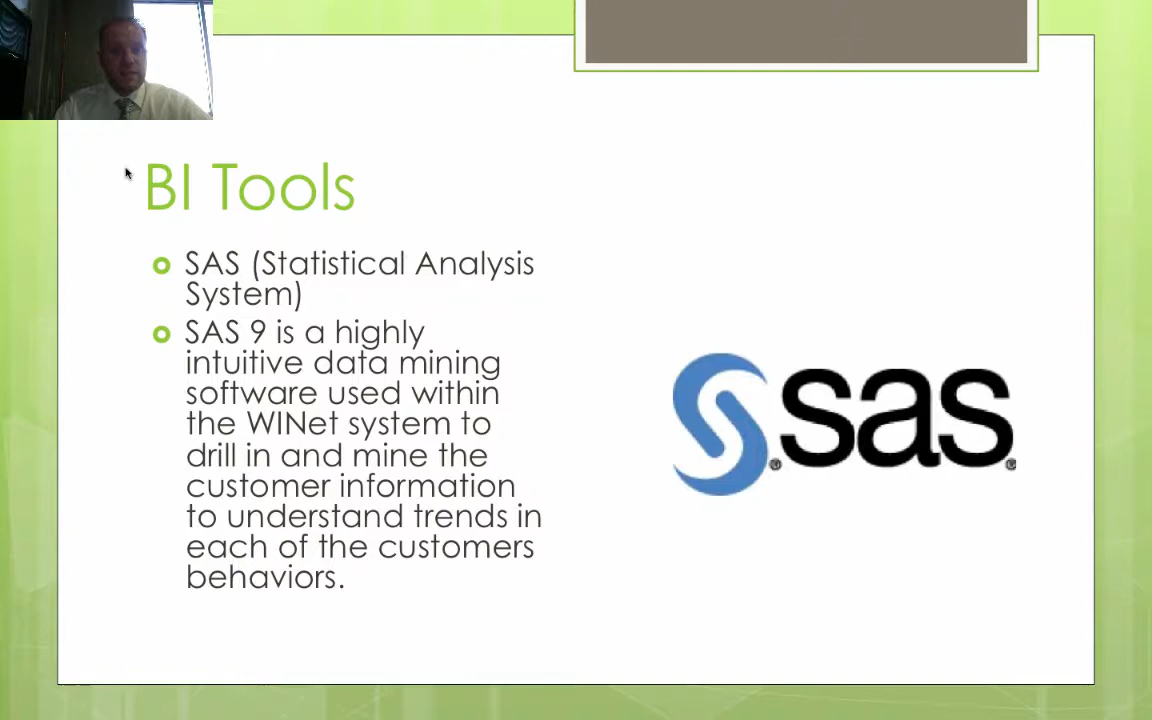 BI Tools
SAS (Statistical Analysis
System)
SAS 9 is a highly
intuitive data mining
software used within
the WINet system to
drill in and mine the
customer information
to understand trends in
each of the customers
behaviors.
S® sas®